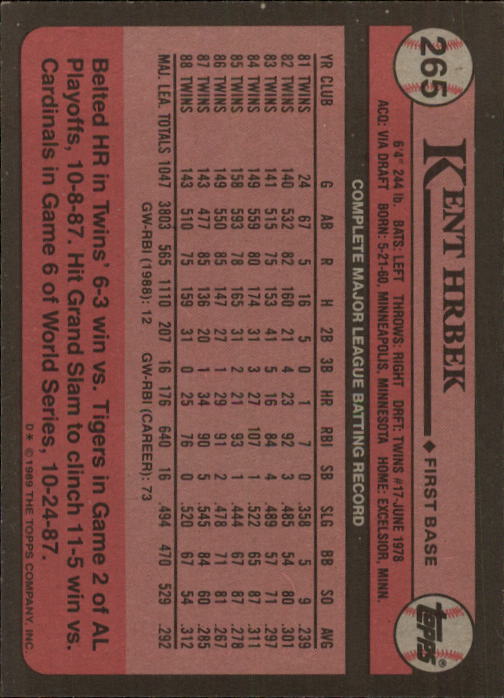 265
KENT HRBEK ◆ FIRST BASE
topps®
6'4" 244 lb. BATS: LEFT THROWS: RIGHT DRFT: TWINS #17-JUNE 1978
ACQ: VIA DRAFT BORN: 5-21-60, MINNEAPOLIS, MINNESOTA HOME: EXCELSIOR, MINN.
COMPLETE MAJOR LEAGUE BATTING RECORD
YR CLUB G AB R H 2B 3B HR RBI SB SLG BB SO AVG
81 TWINS 24 67 5 16 5 0 1 7 0 .358 5 9 .239
82 TWINS 140 532 82 160 21 4 23 92 3 .485 54 80 .301
83 TWINS 141 515 75 153 41 5 16 84 4 .489 57 71 .297
84 TWINS 149 559 80 174 31 3 27 107 1 .522 65 87 .311
85 TWINS 158 593 78 165 31 2 21 93 1 .444 67 87 .278
86 TWINS 149 550 85 147 27 1 29 91 2 .478 71 81 .267
87 TWINS 143 477 85 136 20 1 34 90 5 .545 84 60 .285
88 TWINS 143 510 75 159 31 0 25 76 0 .520 67 54 .312
MAJ. LEA. TOTALS 1047 3803 565 1110 207 16 176 640 16 .494 470 529 .292
GW-RBI (1988): 12 GW-RBI (CAREER): 73
Belted HR in Twins' 6-3 win vs. Tigers in Game 2 of AL
Playoffs, 10-8-87. Hit Grand Slam to clinch 11-5 win vs.
Cardinals in Game 6 of World Series, 10-24-87.
D* © 1989 THE TOPPS COMPANY, INC.